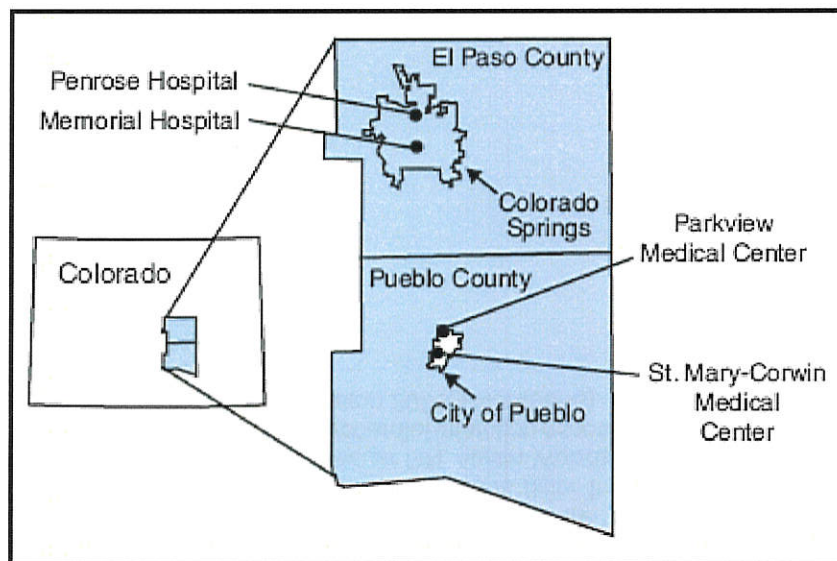 El Paso County
Penrose Hospital
Memorial Hospital
Colorado
Springs
Parkview
Medical Center
Colorado
Pueblo County
St. Mary-Corwin
Medical
Center
City of Pueblo